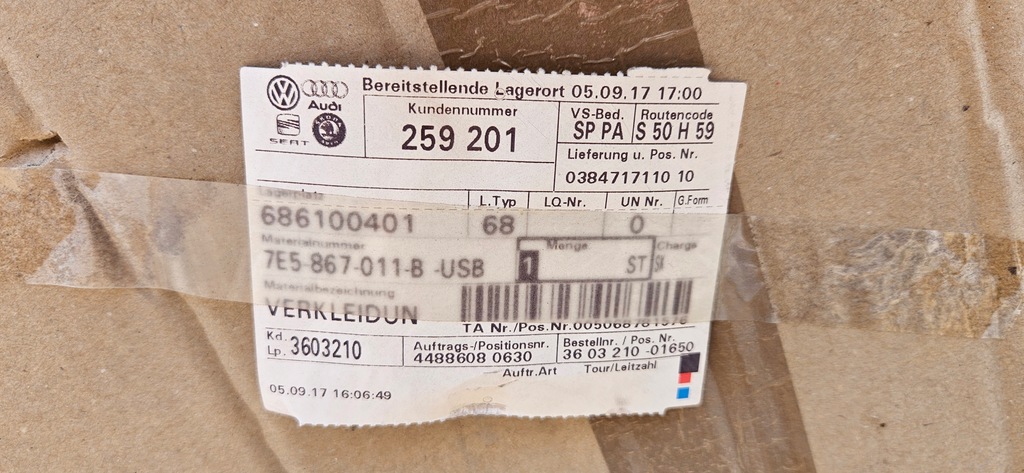 Bereitstellende Lagerort 05.09.17 17:00
Audi
SEAT
SKODA
Kundennummer
259 201
VS-Bed.
SP PA
Routencode
S 50 H 59
Lieferung u. Pos. Nr.
0384717110 10
Lagerplatz
686100401
L.Typ
68
LQ-Nr.
UN Nr.
0
G.Form
Materialnummer
7E5-867-011-B -USB
Menge
1 ST
Charge
Materialbezeichnung
VERKLEIDUN
TA Nr./Pos.Nr.
Kd.
Lp. 3603210
Auftrags-/Positionsnr.
4488608 0630
Bestellnr. / Pos. Nr.
36 03 210 -01650
Auftr.Art
Tour/Leitzahl
05.09.17 16:06:49